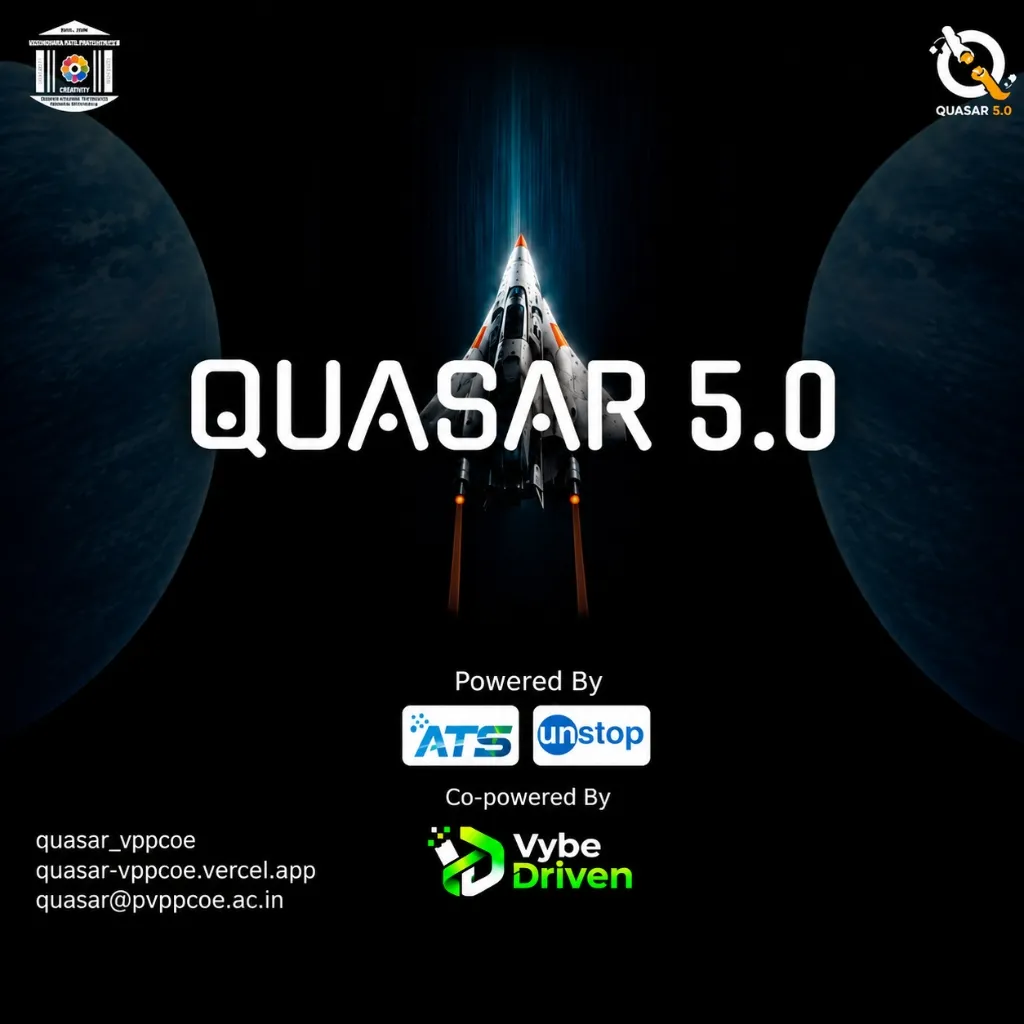 QUASAR 5.0
QUASAR 5.0
Powered By
ATS
unstop
Co-powered By
Vybe
Driven
quasar_vppcoe
quasar-vppcoe.vercel.app
quasar@pvppcoe.ac.in
CREATIVITY